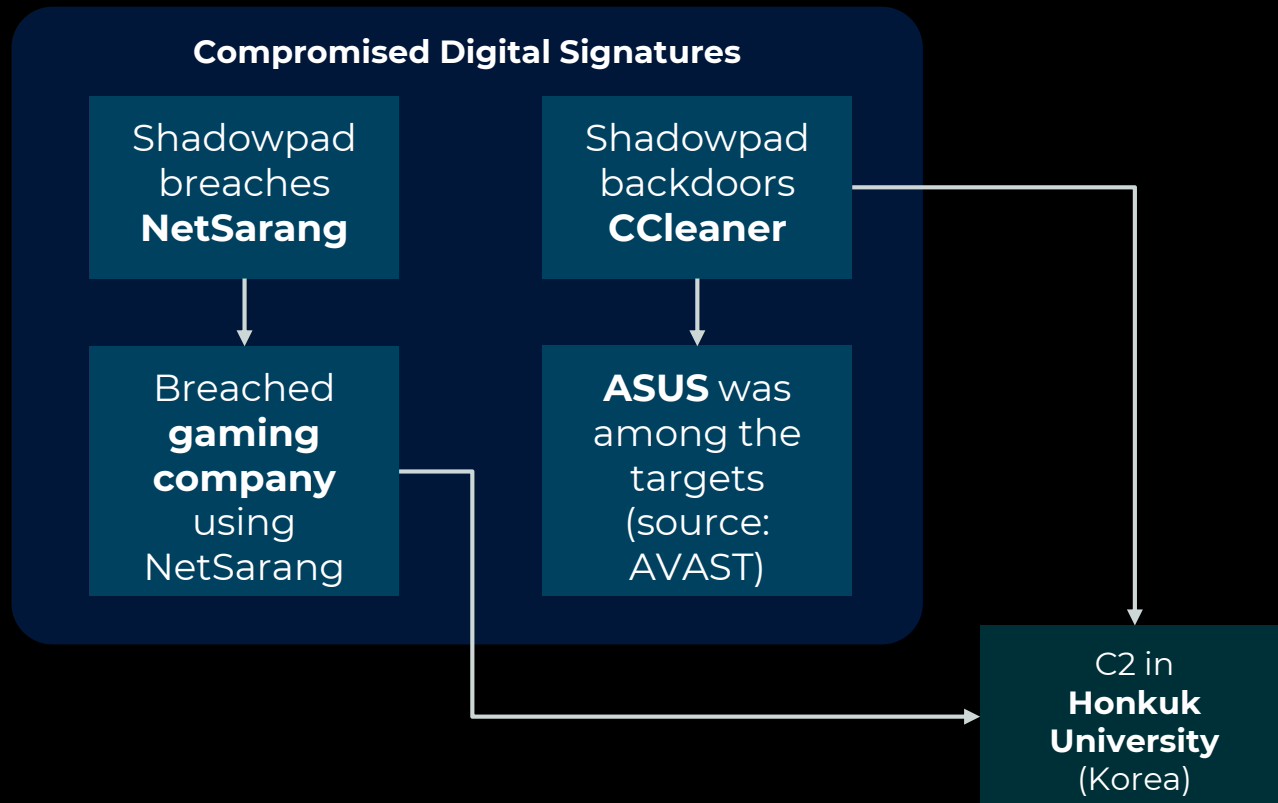 Compromised Digital Signatures
Shadowpad
breaches
NetSarang
Shadowpad
backdoors
CCleaner
Breached
gaming
company
using
NetSarang
ASUS was
among the
targets
(source:
AVAST)
C2 in
Honkuk
University
(Korea)